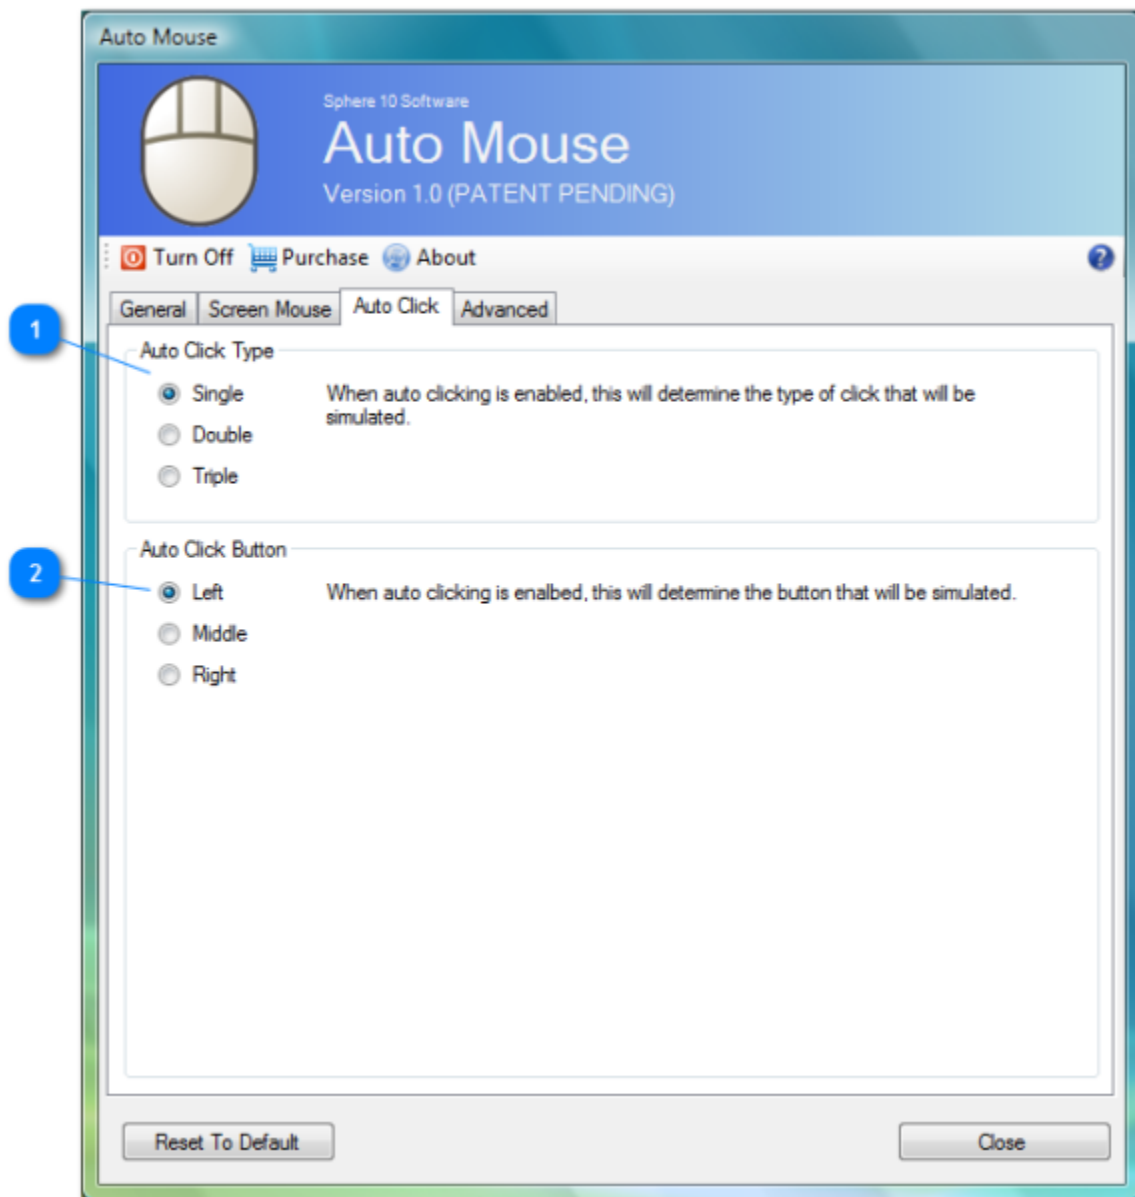 Auto Mouse
Sphere 10 Software
Auto Mouse
Version 1.0 (PATENT PENDING)
Turn Off Purchase About ?
General Screen Mouse Auto Click Advanced
1
Auto Click Type
Single When auto clicking is enabled, this will determine the type of click that will be
simulated.
Double
Triple
Auto Click Button
2
Left When auto clicking is enalbed, this will determine the button that will be simulated.
Middle
Right
Reset To Default Close